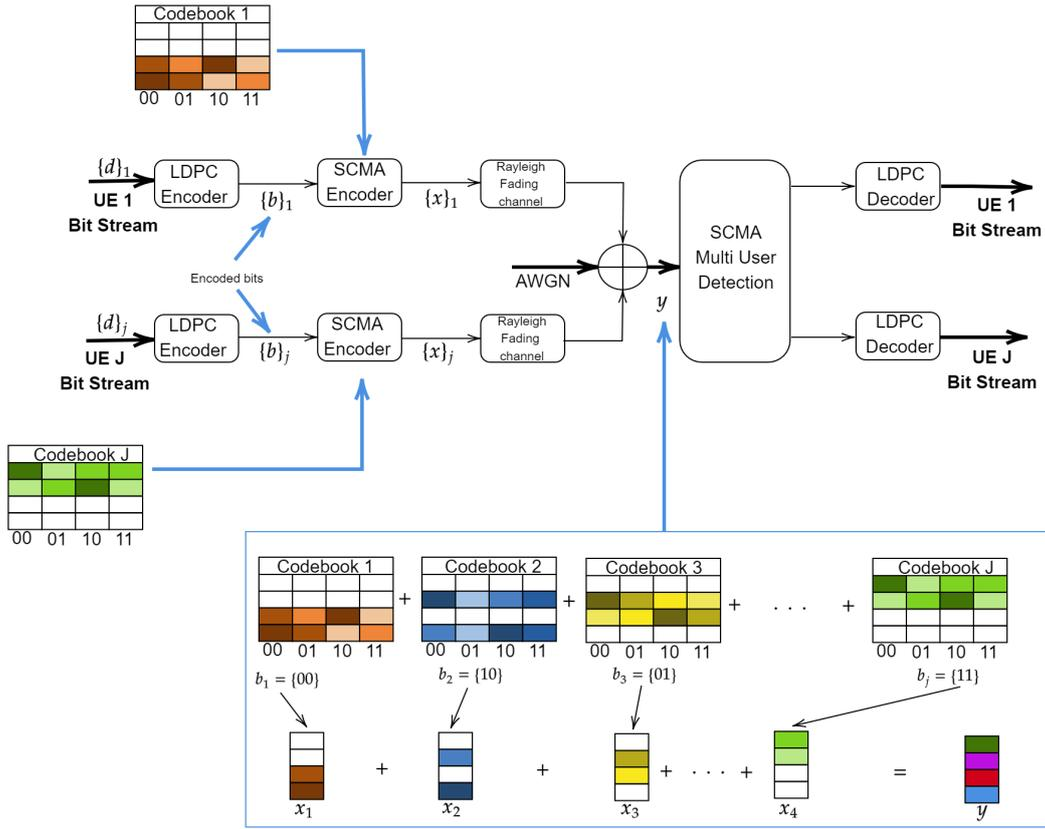 Codebook 1
00 01 10 11
{d}₁
LDPC
Encoder
{b}₁
SCMA
Encoder
{x}₁
Rayleigh
Fading
channel
UE 1
Bit Stream
LDPC
Decoder
UE 1
Bit Stream
SCMA
Multi User
Detection
Encoded bits
AWGN
y
{d}ⱼ
LDPC
Encoder
{b}ⱼ
SCMA
Encoder
{x}ⱼ
Rayleigh
Fading
channel
UE J
Bit Stream
LDPC
Decoder
UE J
Bit Stream
Codebook J
00 01 10 11
Codebook 1 + Codebook 2 + Codebook 3 + . . . + Codebook J
00 01 10 11 00 01 10 11 00 01 10 11 00 01 10 11
b₁ = {00} b₂ = {10} b₃ = {01} bⱼ = {11}
+ + + . . . . + =
x₁ x₂ x₃ x₄ y